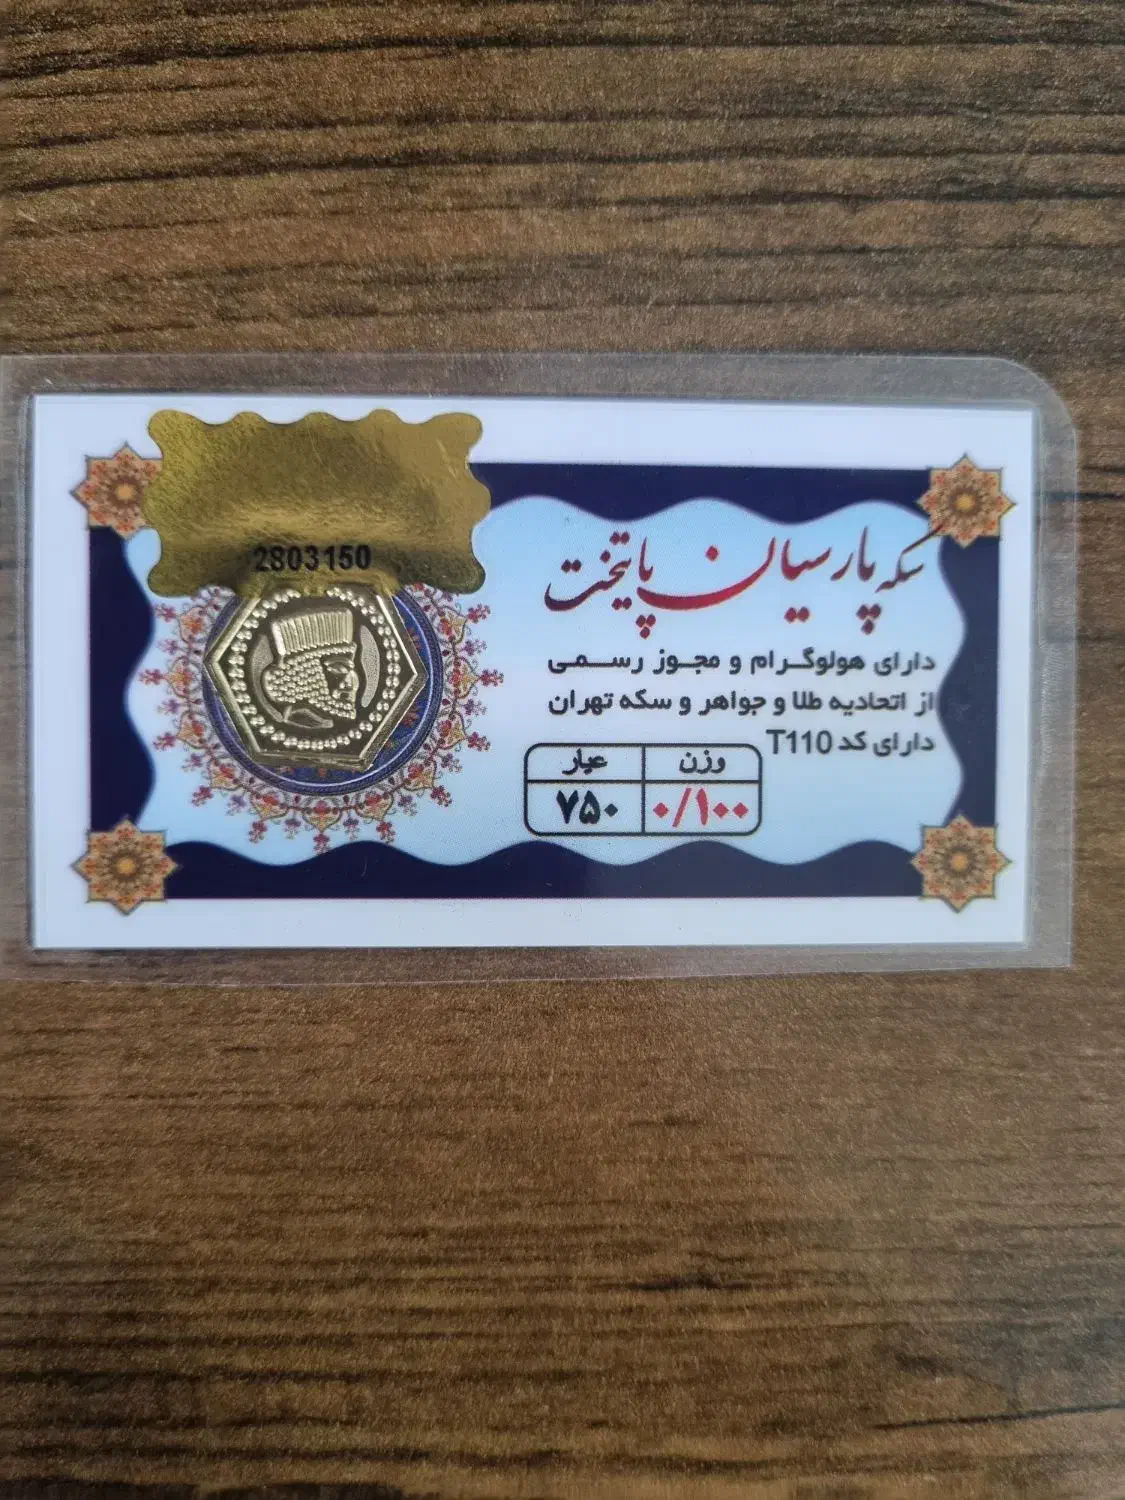 2803150
سکه پارسیان پایتخت
دارای هولوگرام و مجوز رسمی
از اتحادیه طلا و جواهر و سکه تهران
دارای کد T110
وزن عیار
۰/۱۰۰ ۷۵۰